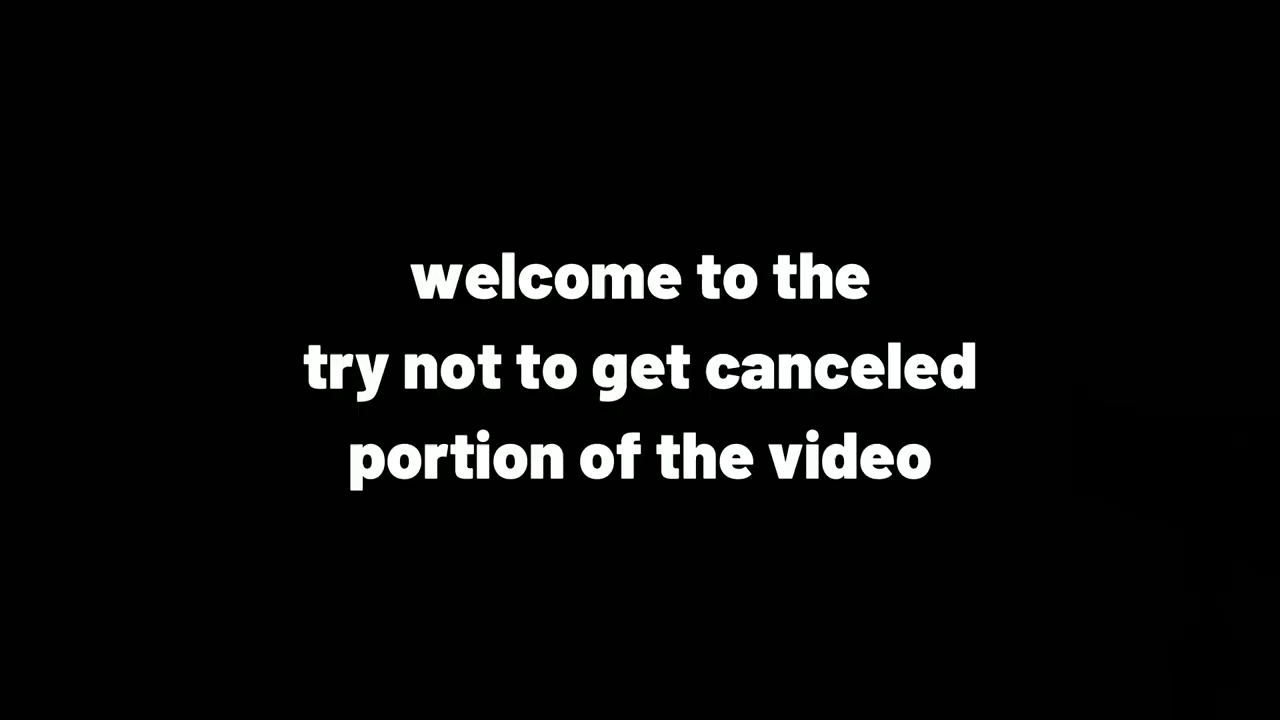 welcome to the
try not to get canceled
portion of the video